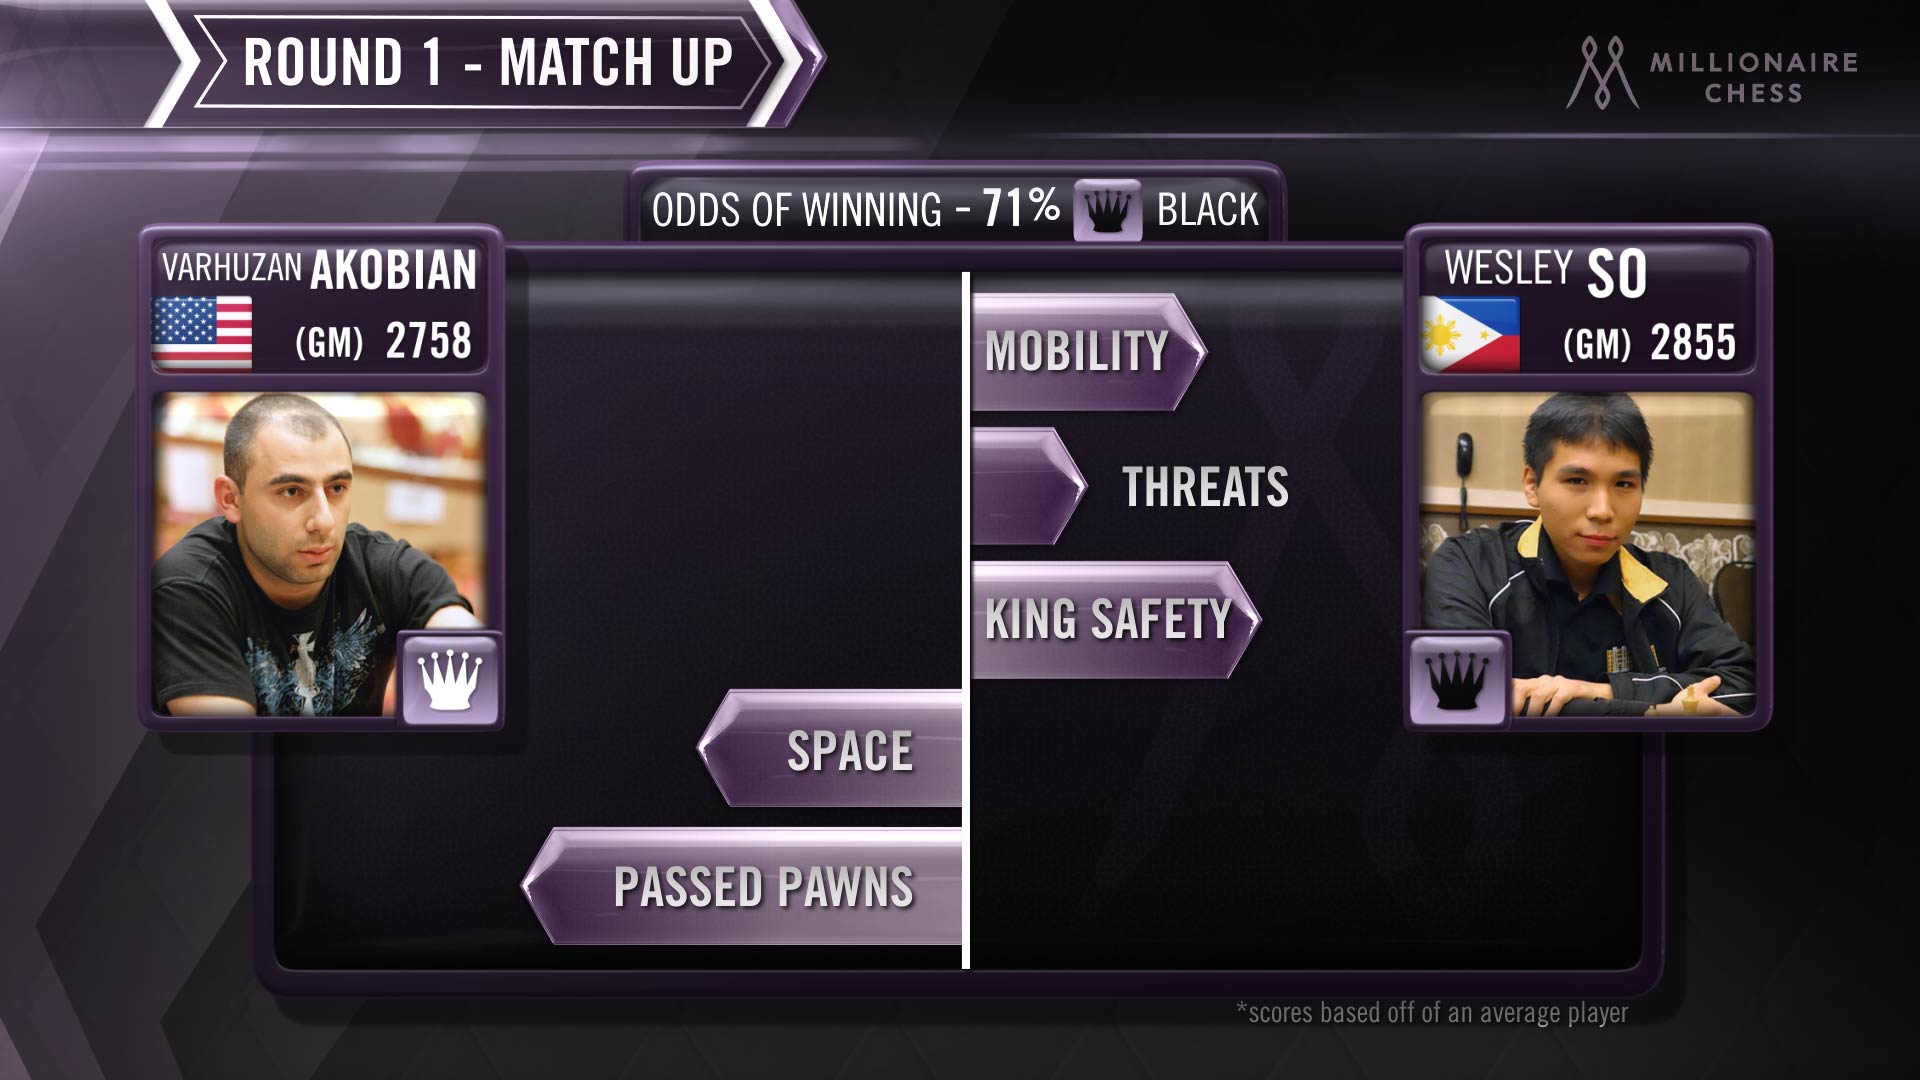 ROUND 1 - MATCH UP
MILLIONAIRE
CHESS
ODDS OF WINNING - 71% BLACK
VARHUZAN AKOBIAN
(GM) 2758
WESLEY SO
(GM) 2855
MOBILITY
THREATS
KING SAFETY
SPACE
PASSED PAWNS
*scores based off of an average player